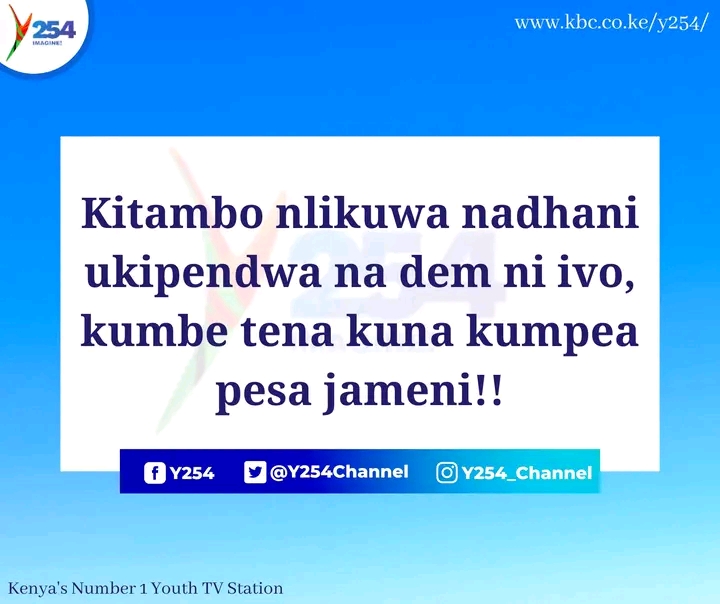 Y254
IMAGINE!
www.kbc.co.ke/y254/
Kitambo nlikuwa nadhani
ukipendwa na dem ni ivo,
kumbe tena kuna kumpea
pesa jameni!!
Y254 @Y254Channel Y254_Channel
Kenya's Number 1 Youth TV Station